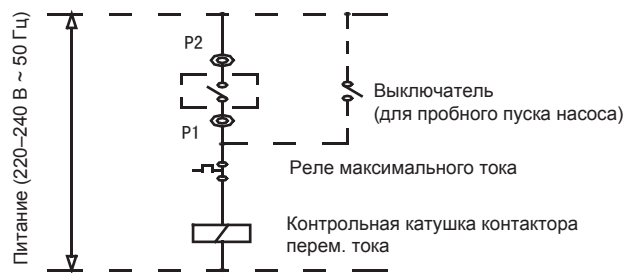 Питание (220–240 В ~ 50 Гц)
P2
Выключатель
(для пробного пуска насоса)
P1
Реле максимального тока
Контрольная катушка контактора
перем. тока